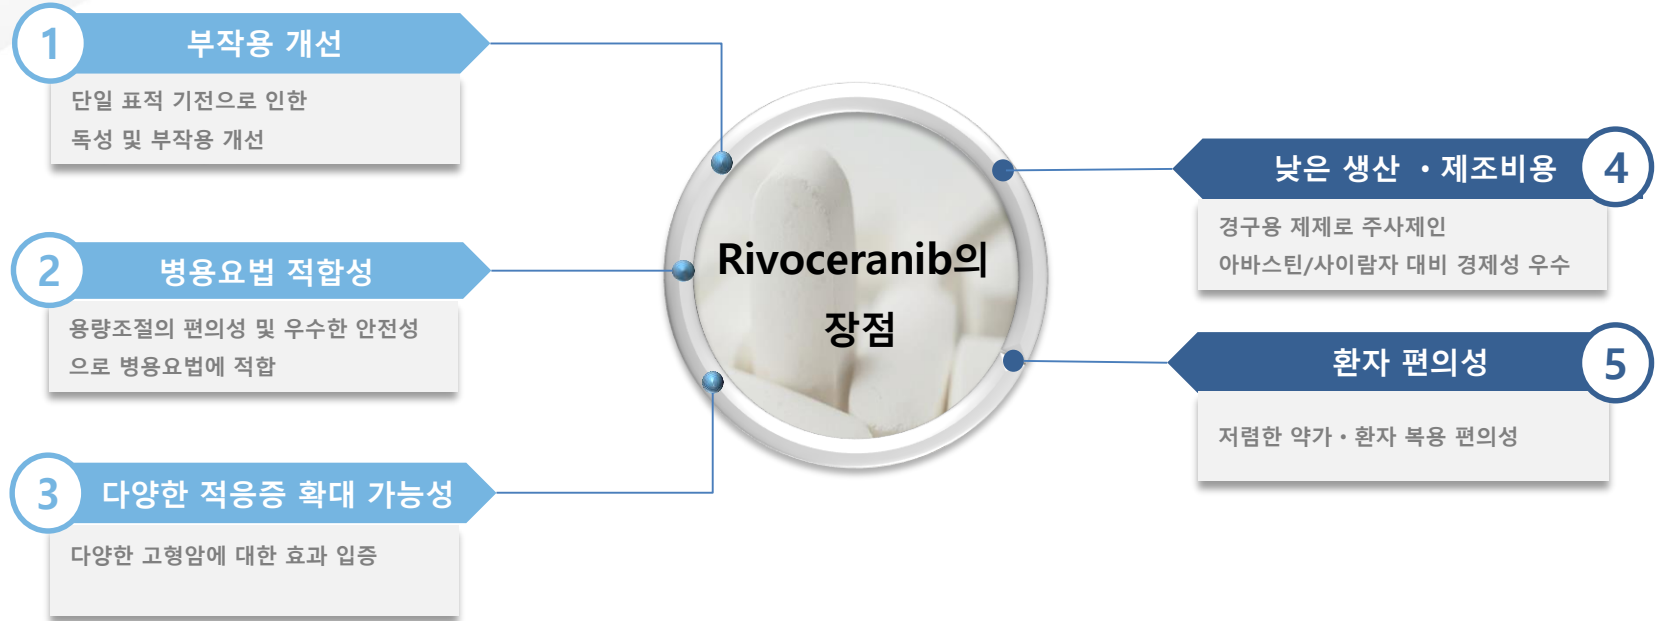 1
부작용 개선
단일 표적 기전으로 인한
독성 및 부작용 개선
2
병용요법 적합성
용량조절의 편의성 및 우수한 안전성
으로 병용요법에 적합
3
다양한 적응증 확대 가능성
다양한 고형암에 대한 효과 입증
Rivoceranib의
장점
낮은 생산 ・제조비용
4
경구용 제제로 주사제인
아바스틴/사이람자 대비 경제성 우수
환자 편의성
5
저렴한 약가・환자 복용 편의성